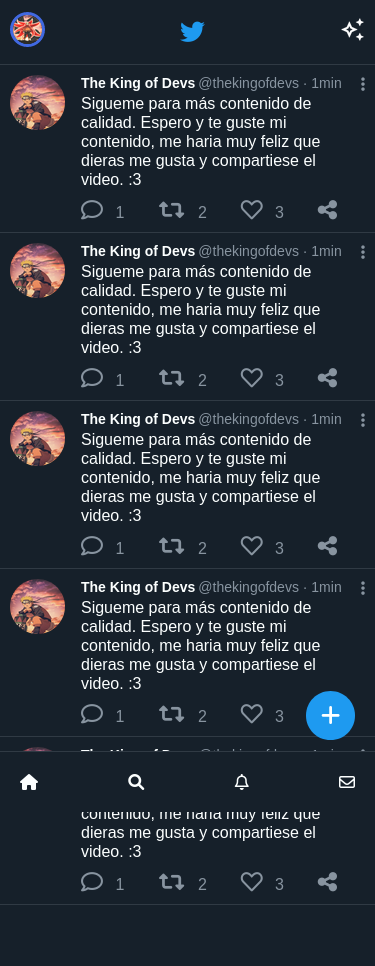 The King of Devs @thekingofdevs · 1min
Sigueme para más contenido de
calidad. Espero y te guste mi
contenido, me haria muy feliz que
dieras me gusta y compartiese el
video. :3
1 2 3
The King of Devs @thekingofdevs · 1min
Sigueme para más contenido de
calidad. Espero y te guste mi
contenido, me haria muy feliz que
dieras me gusta y compartiese el
video. :3
1 2 3
The King of Devs @thekingofdevs · 1min
Sigueme para más contenido de
calidad. Espero y te guste mi
contenido, me haria muy feliz que
dieras me gusta y compartiese el
video. :3
1 2 3
The King of Devs @thekingofdevs · 1min
Sigueme para más contenido de
calidad. Espero y te guste mi
contenido, me haria muy feliz que
dieras me gusta y compartiese el
video. :3
1 2 3
contenido, me haria muy feliz que
dieras me gusta y compartiese el
video. :3
1 2 3